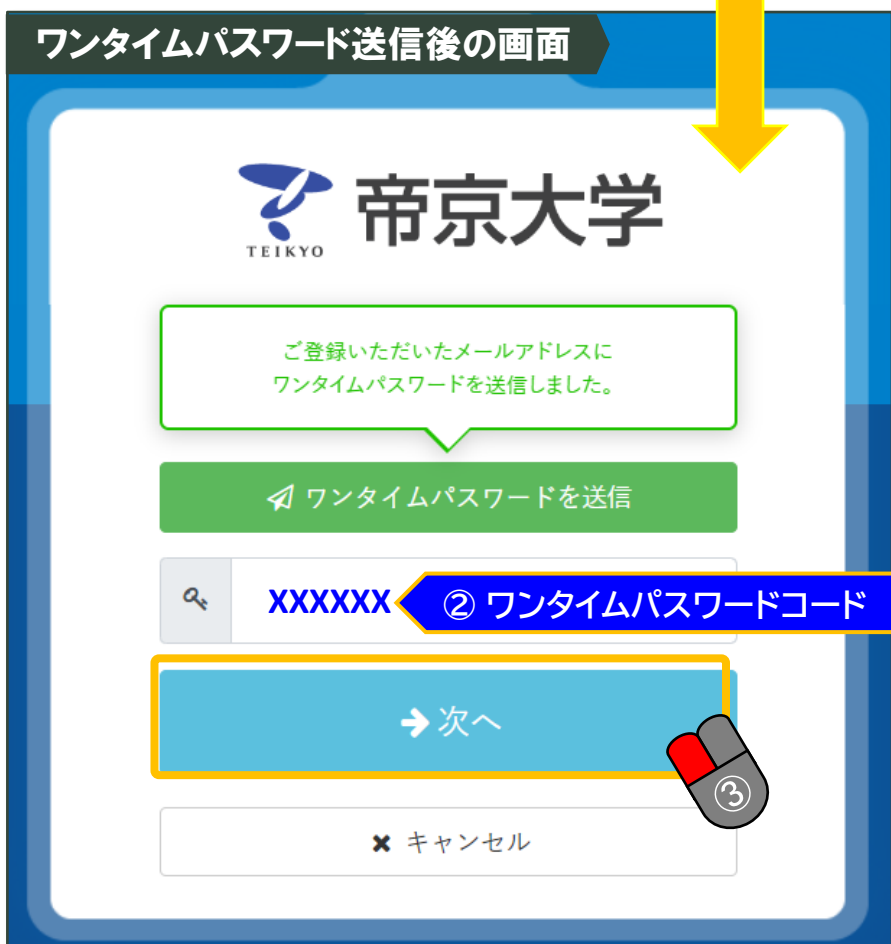 ワンタイムパスワード送信後の画面
帝京大学
TEIKYO
ご登録いただいたメールアドレスに
ワンタイムパスワードを送信しました。
ワンタイムパスワードを送信
XXXXXX
② ワンタイムパスワードコード
次へ
③
キャンセル